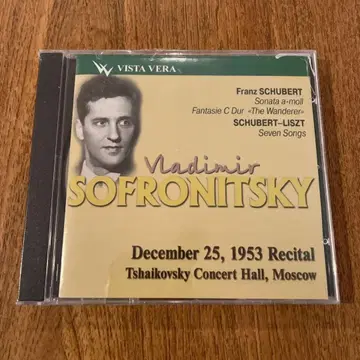 VISTA VERA
Franz SCHUBERT
Sonata a-moll
Fantasie C Dur «The Wanderer»
SCHUBERT–LISZT
Seven Songs
Vladimir
SOFRONITSKY
December 25, 1953 Recital
Tshaikovsky Concert Hall, Moscow